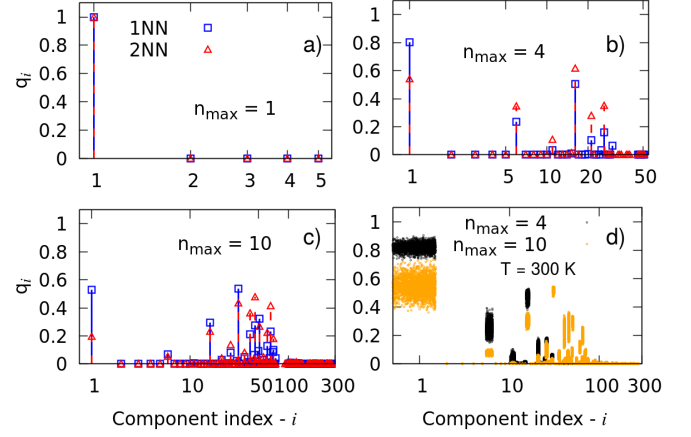 1NN
2NN
a)
n_max = 1
q_i
1
0.8
0.6
0.4
0.2
0
1 2 3 4 5
b)
n_max = 4
1
0.8
0.6
0.4
0.2
0
1 5 10 20 50
c)
n_max = 10
q_i
1
0.8
0.6
0.4
0.2
0
1 10 50 100 300
Component index - i
n_max = 4
n_max = 10
d)
T = 300 K
1
0.8
0.6
0.4
0.2
0
1 10 100 300
Component index - i